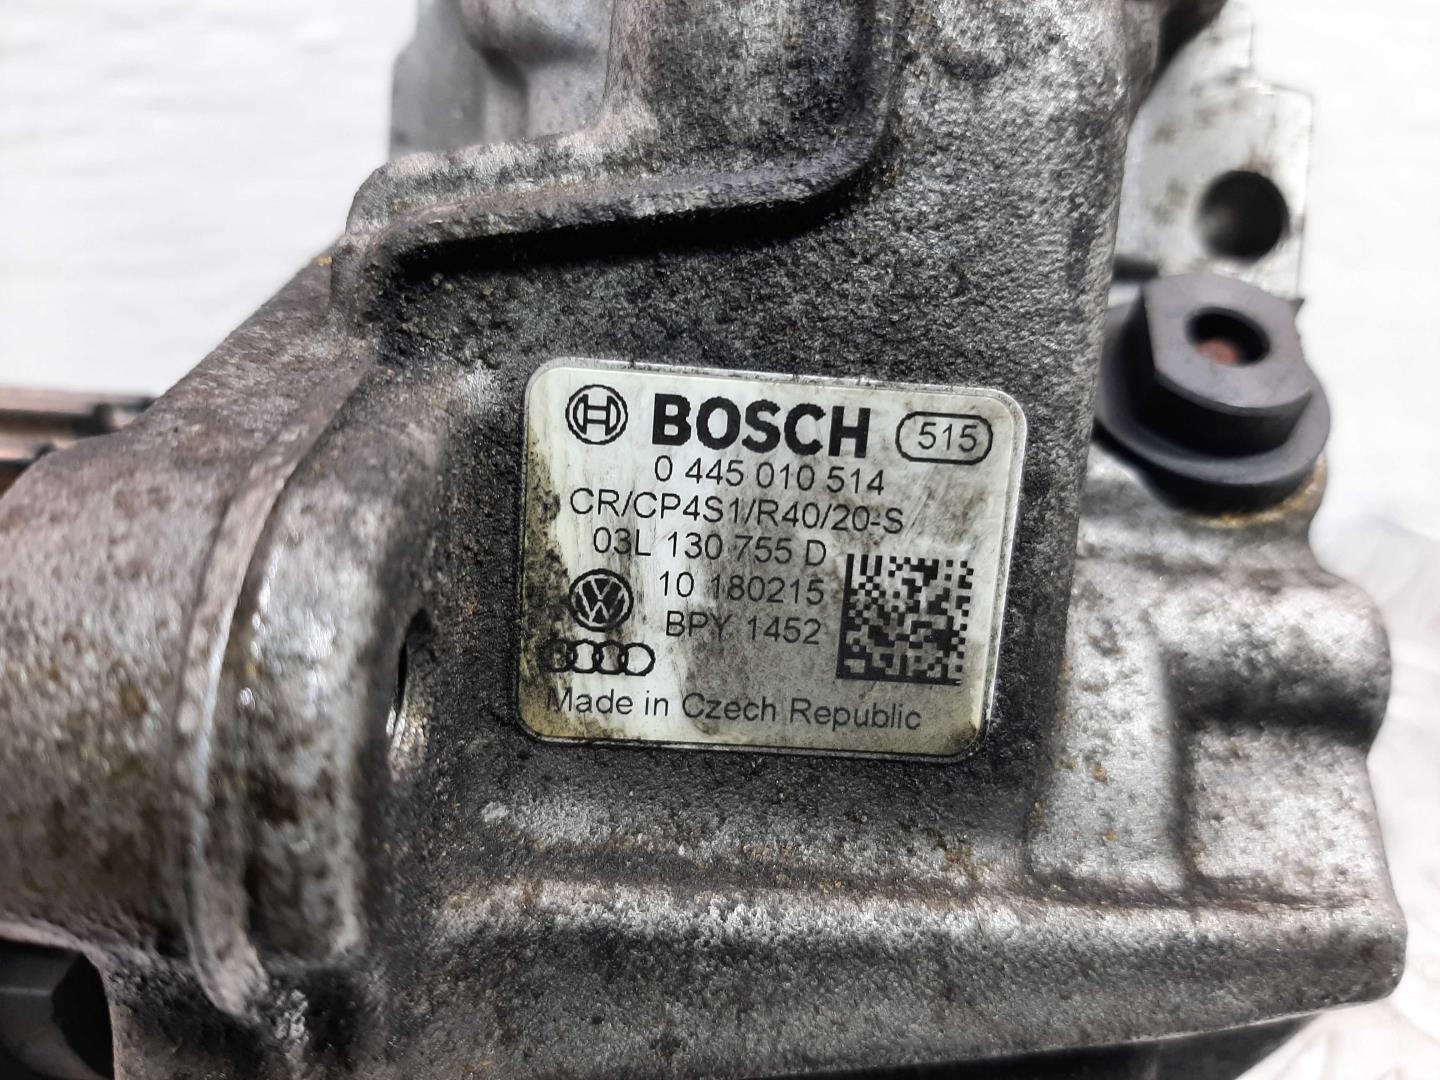 BOSCH 515
0 445 010 514
CR/CP4S1/R40/20-S
03L 130 755 D
10 180215
BPY 1452
Made in Czech Republic